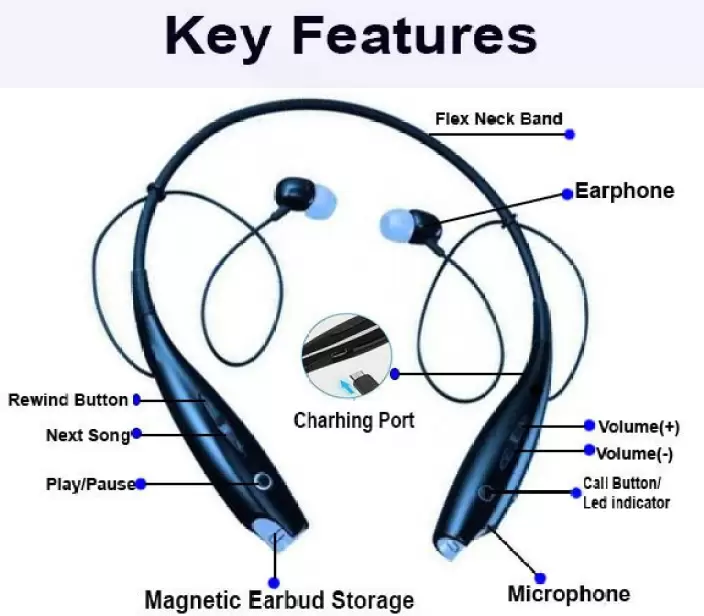 Key Features
Flex Neck Band
Earphone
Charhing Port
Rewind Button
Next Song
Play/Pause
Volume(+)
Volume(-)
Call Button/
Led indicator
Magnetic Earbud Storage
Microphone